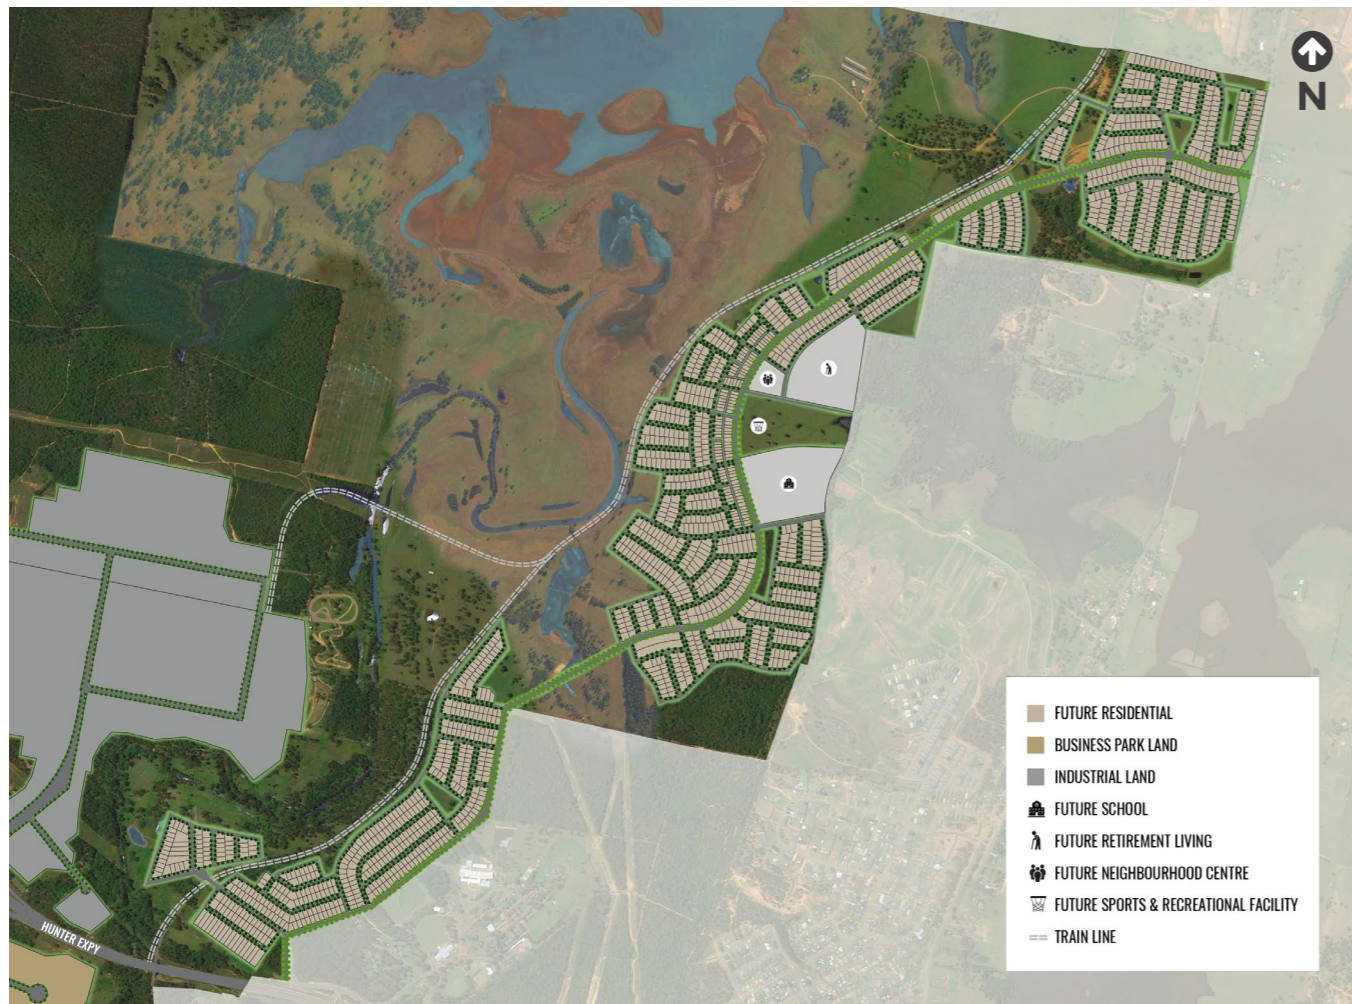 N
HUNTER EXPY
FUTURE RESIDENTIAL
BUSINESS PARK LAND
INDUSTRIAL LAND
FUTURE SCHOOL
FUTURE RETIREMENT LIVING
FUTURE NEIGHBOURHOOD CENTRE
FUTURE SPORTS & RECREATIONAL FACILITY
TRAIN LINE